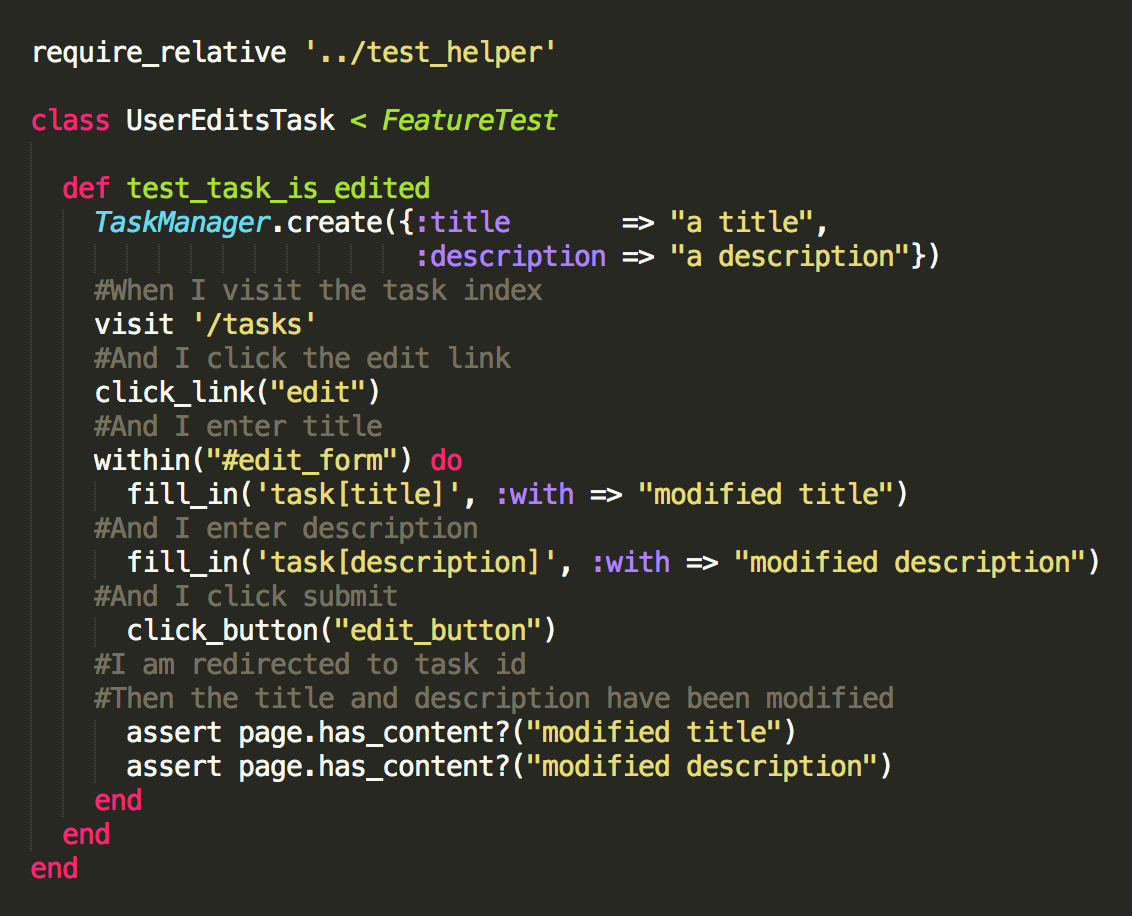 require_relative '../test_helper'

class UserEditsTask < FeatureTest

  def test_task_is_edited
    TaskManager.create({:title       => "a title",
                        :description => "a description"})
    #When I visit the task index
    visit '/tasks'
    #And I click the edit link
    click_link("edit")
    #And I enter title
    within("#edit_form") do
      fill_in('task[title]', :with => "modified title")
    #And I enter description
      fill_in('task[description]', :with => "modified description")
    #And I click submit
      click_button("edit_button")
    #I am redirected to task id
    #Then the title and description have been modified
      assert page.has_content?("modified title")
      assert page.has_content?("modified description")
    end
  end
end